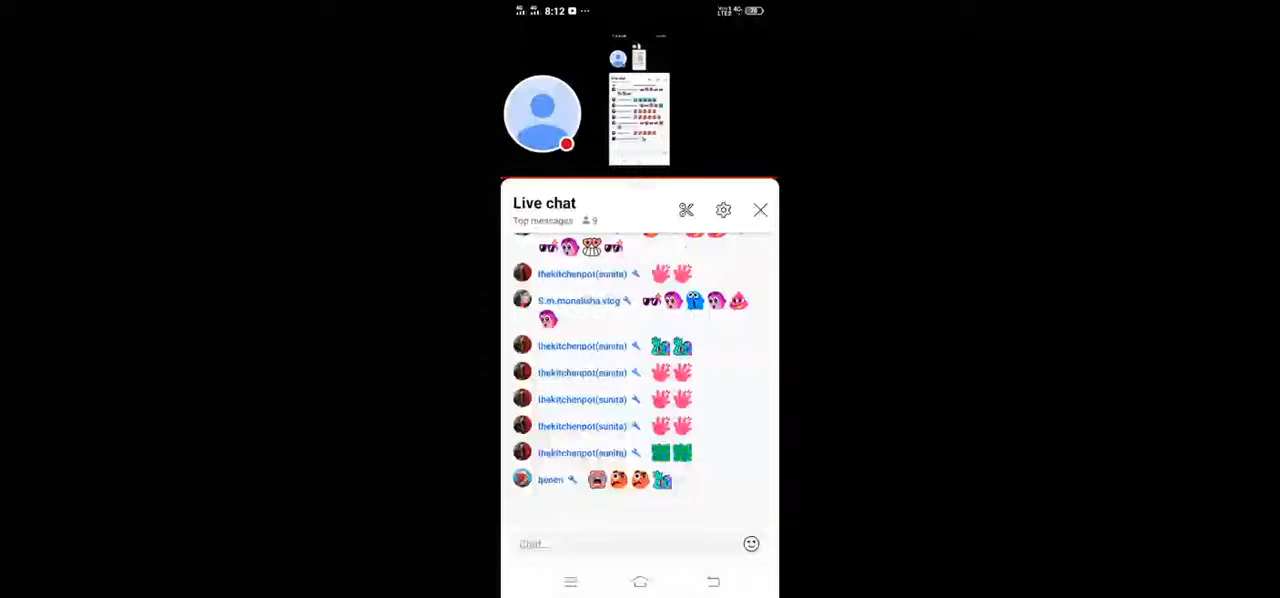 8:12
Live chat
Top messages 9
thekitchenpot(sunita)
S.m.monalisha.vlog
thekitchenpot(sunita)
thekitchenpot(sunita)
thekitchenpot(sunita)
thekitchenpot(sunita)
thekitchenpot(sunita)
Chat...